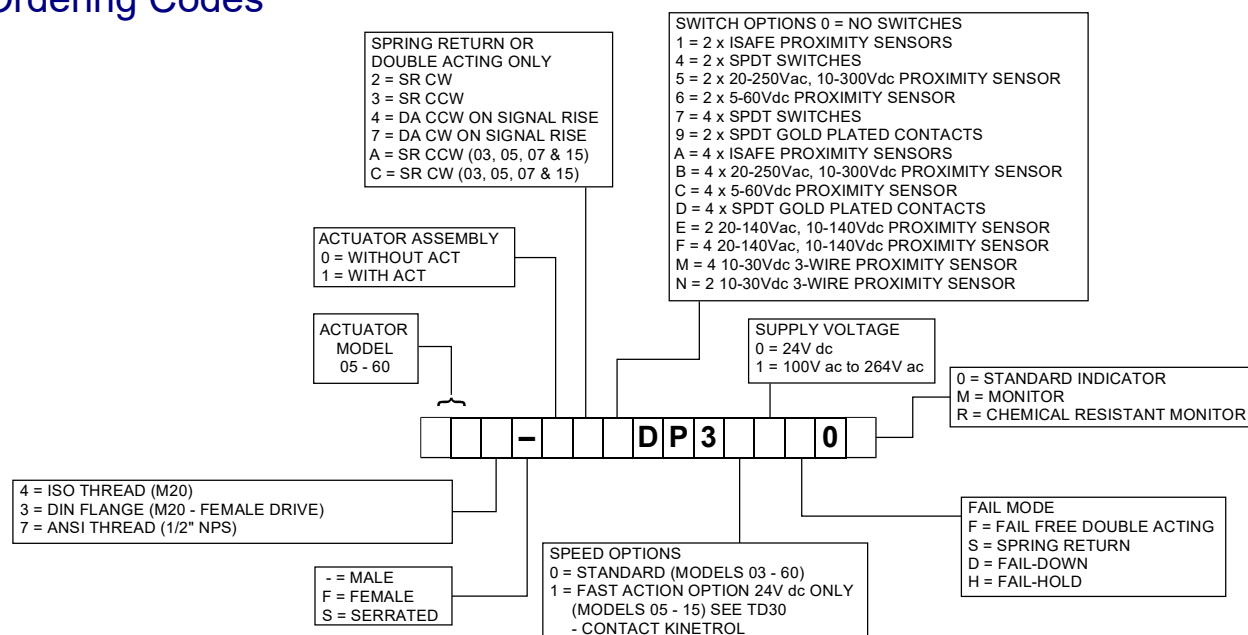 Ordering Codes
SPRING RETURN OR
DOUBLE ACTING ONLY
2 = SR CW
3 = SR CCW
4 = DA CCW ON SIGNAL RISE
7 = DA CW ON SIGNAL RISE
A = SR CCW (03, 05, 07 & 15)
C = SR CW (03, 05, 07 & 15)
SWITCH OPTIONS 0 = NO SWITCHES
1 = 2 x ISAFE PROXIMITY SENSORS
4 = 2 x SPDT SWITCHES
5 = 2 x 20-250Vac, 10-300Vdc PROXIMITY SENSOR
6 = 2 x 5-60Vdc PROXIMITY SENSOR
7 = 4 x SPDT SWITCHES
9 = 2 x SPDT GOLD PLATED CONTACTS
A = 4 x ISAFE PROXIMITY SENSORS
B = 4 x 20-250Vac, 10-300Vdc PROXIMITY SENSOR
C = 4 x 5-60Vdc PROXIMITY SENSOR
D = 4 x SPDT GOLD PLATED CONTACTS
E = 2 20-140Vac, 10-140Vdc PROXIMITY SENSOR
F = 4 20-140Vac, 10-140Vdc PROXIMITY SENSOR
M = 4 10-30Vdc 3-WIRE PROXIMITY SENSOR
N = 2 10-30Vdc 3-WIRE PROXIMITY SENSOR
ACTUATOR ASSEMBLY
0 = WITHOUT ACT
1 = WITH ACT
ACTUATOR
MODEL
05 - 60
SUPPLY VOLTAGE
0 = 24V dc
1 = 100V ac to 264V ac
0 = STANDARD INDICATOR
M = MONITOR
R = CHEMICAL RESISTANT MONITOR
– D P 3 0
4 = ISO THREAD (M20)
3 = DIN FLANGE (M20 - FEMALE DRIVE)
7 = ANSI THREAD (1/2" NPS)
- = MALE
F = FEMALE
S = SERRATED
SPEED OPTIONS
0 = STANDARD (MODELS 03 - 60)
1 = FAST ACTION OPTION 24V dc ONLY
(MODELS 05 - 15) SEE TD30
- CONTACT KINETROL
FAIL MODE
F = FAIL FREE DOUBLE ACTING
S = SPRING RETURN
D = FAIL-DOWN
H = FAIL-HOLD